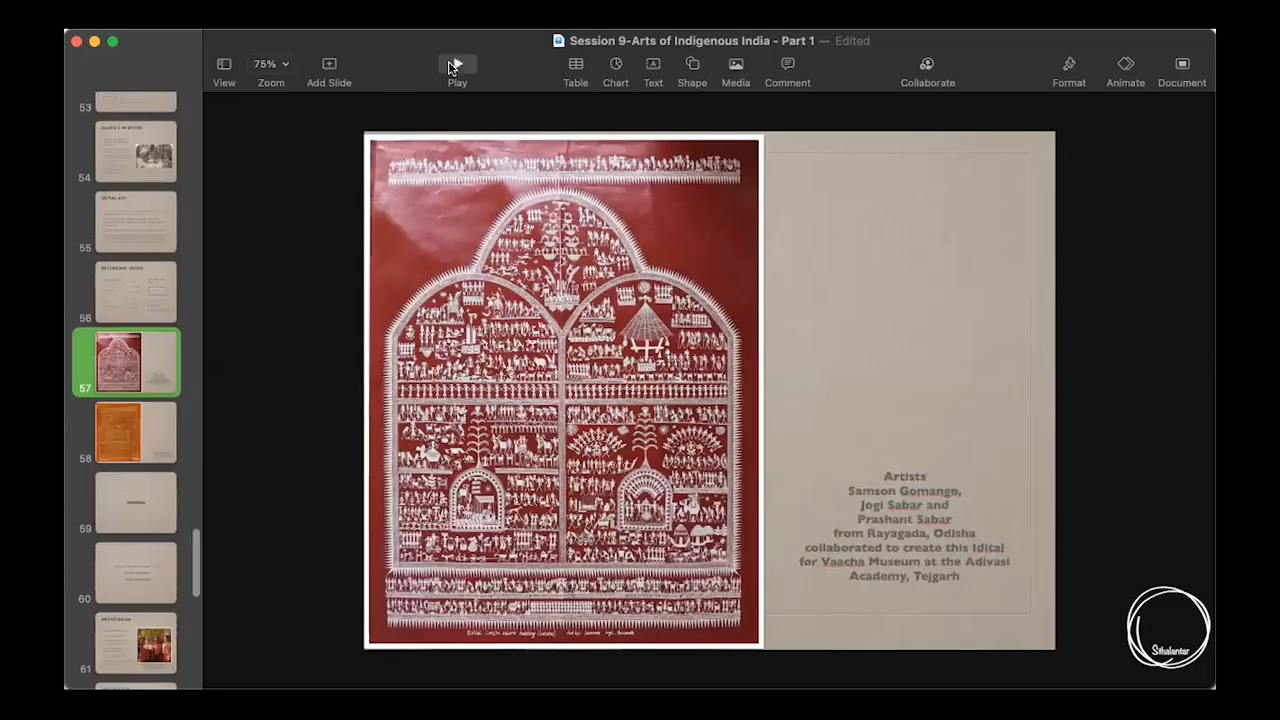 Session 9-Arts of Indigenous India - Part 1 — Edited
75%
View
Zoom
Add Slide
Play
Table
Chart
Text
Shape
Media
Comment
Collaborate
Format
Animate
Document
53
54
55
56
57
58
59
60
61
Artists
Samson Gomango,
Jogi Sabar and
Prashant Sabar
from Rayagada, Odisha
collaborated to create this Idital
for Vaacha Museum at the Adivasi
Academy, Tejgarh
Sthalantar